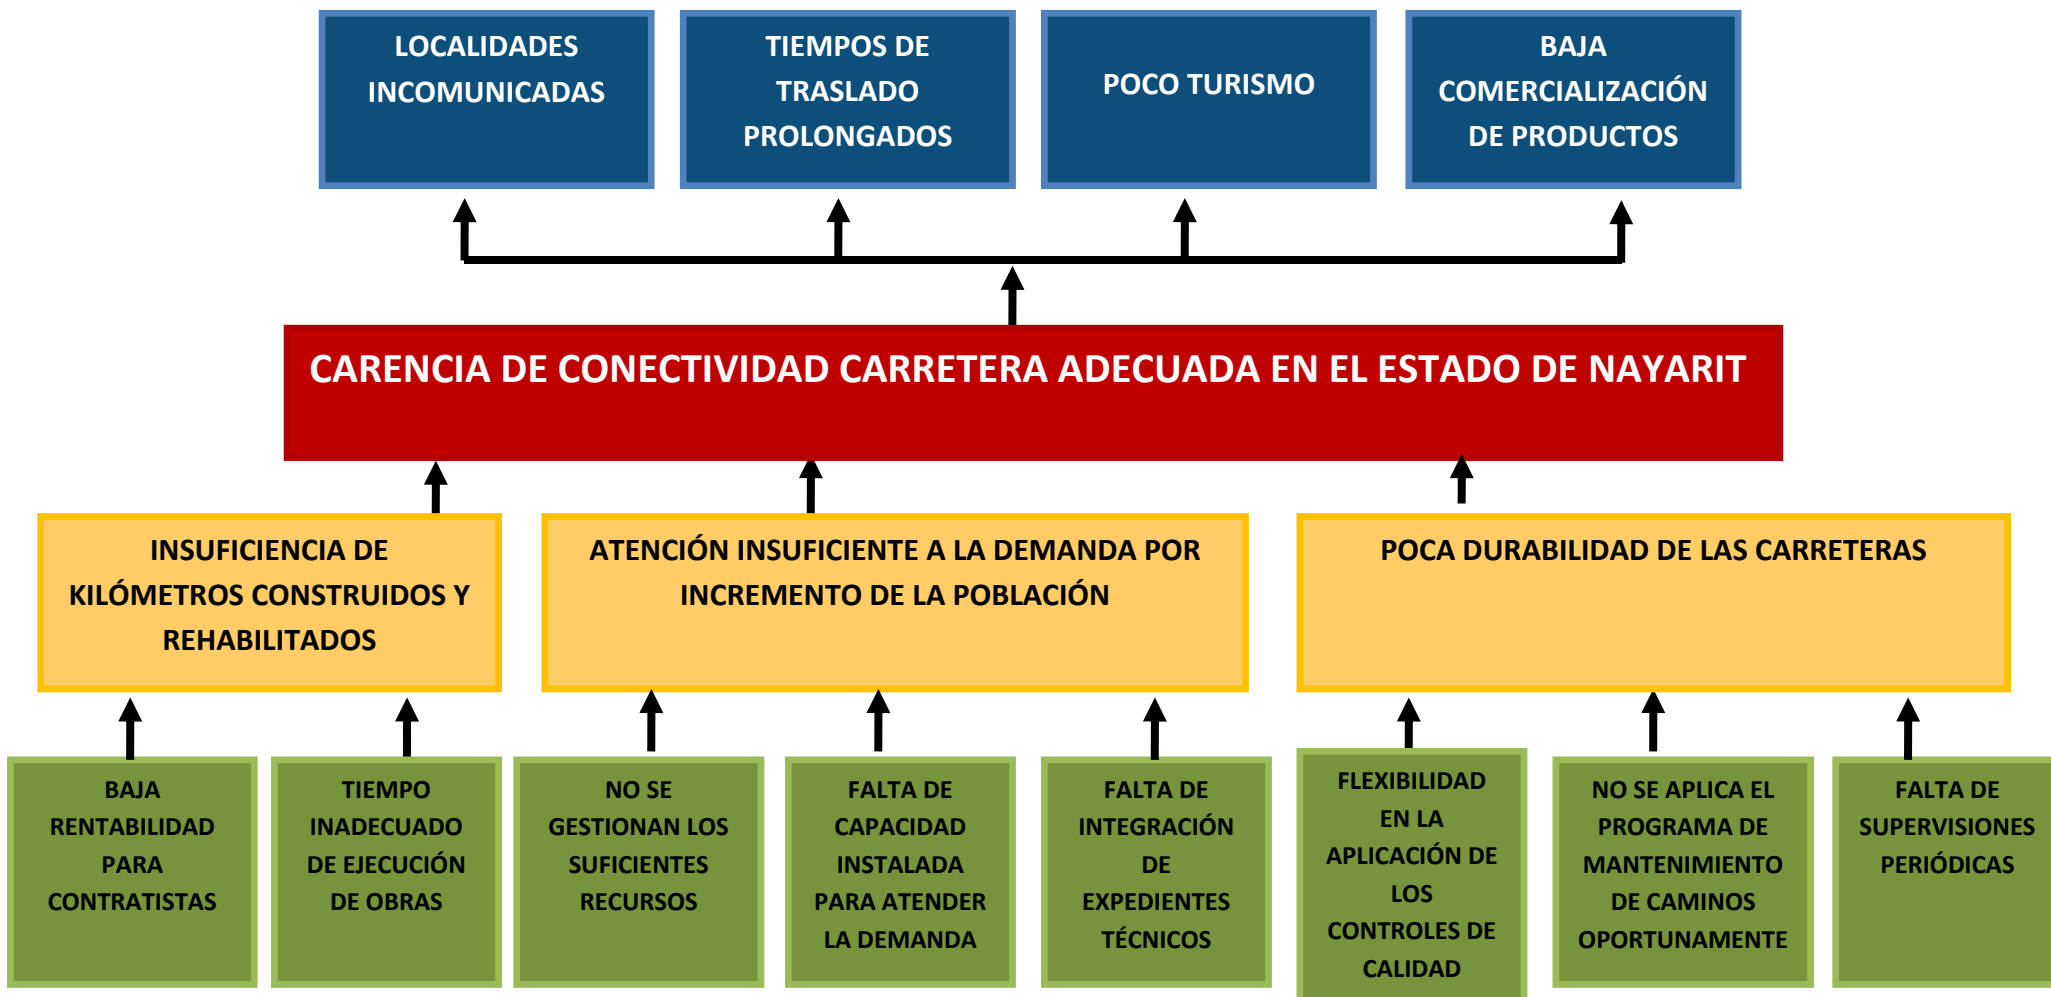 LOCALIDADES
INCOMUNICADAS
TIEMPOS DE
TRASLADO
PROLONGADOS
POCO TURISMO
BAJA
COMERCIALIZACIÓN
DE PRODUCTOS
CARENCIA DE CONECTIVIDAD CARRETERA ADECUADA EN EL ESTADO DE NAYARIT
INSUFICIENCIA DE
KILÓMETROS CONSTRUIDOS Y
REHABILITADOS
ATENCIÓN INSUFICIENTE A LA DEMANDA POR
INCREMENTO DE LA POBLACIÓN
POCA DURABILIDAD DE LAS CARRETERAS
BAJA
RENTABILIDAD
PARA
CONTRATISTAS
TIEMPO
INADECUADO
DE EJECUCIÓN
DE OBRAS
NO SE
GESTIONAN LOS
SUFICIENTES
RECURSOS
FALTA DE
CAPACIDAD
INSTALADA
PARA ATENDER
LA DEMANDA
FALTA DE
INTEGRACIÓN
DE
EXPEDIENTES
TÉCNICOS
FLEXIBILIDAD
EN LA
APLICACIÓN DE
LOS
CONTROLES DE
CALIDAD
NO SE APLICA EL
PROGRAMA DE
MANTENIMIENTO
DE CAMINOS
OPORTUNAMENTE
FALTA DE
SUPERVISIONES
PERIÓDICAS